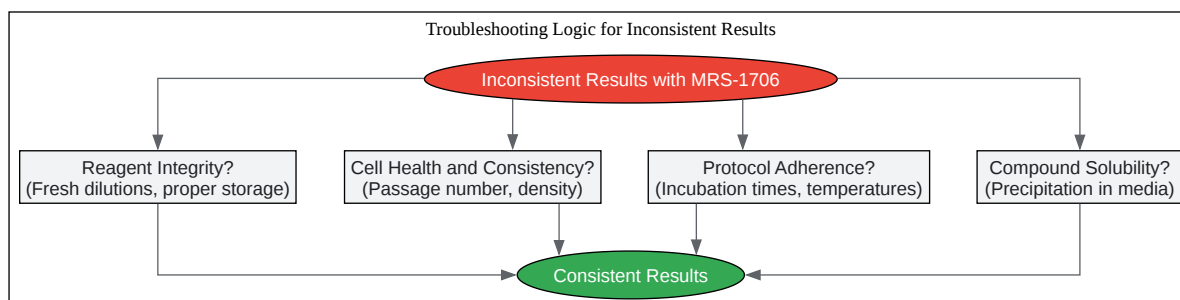 Troubleshooting Logic for Inconsistent Results
Inconsistent Results with MRS-1706
Reagent Integrity?
(Fresh dilutions, proper storage)
Cell Health and Consistency?
(Passage number, density)
Protocol Adherence?
(Incubation times, temperatures)
Compound Solubility?
(Precipitation in media)
Consistent Results